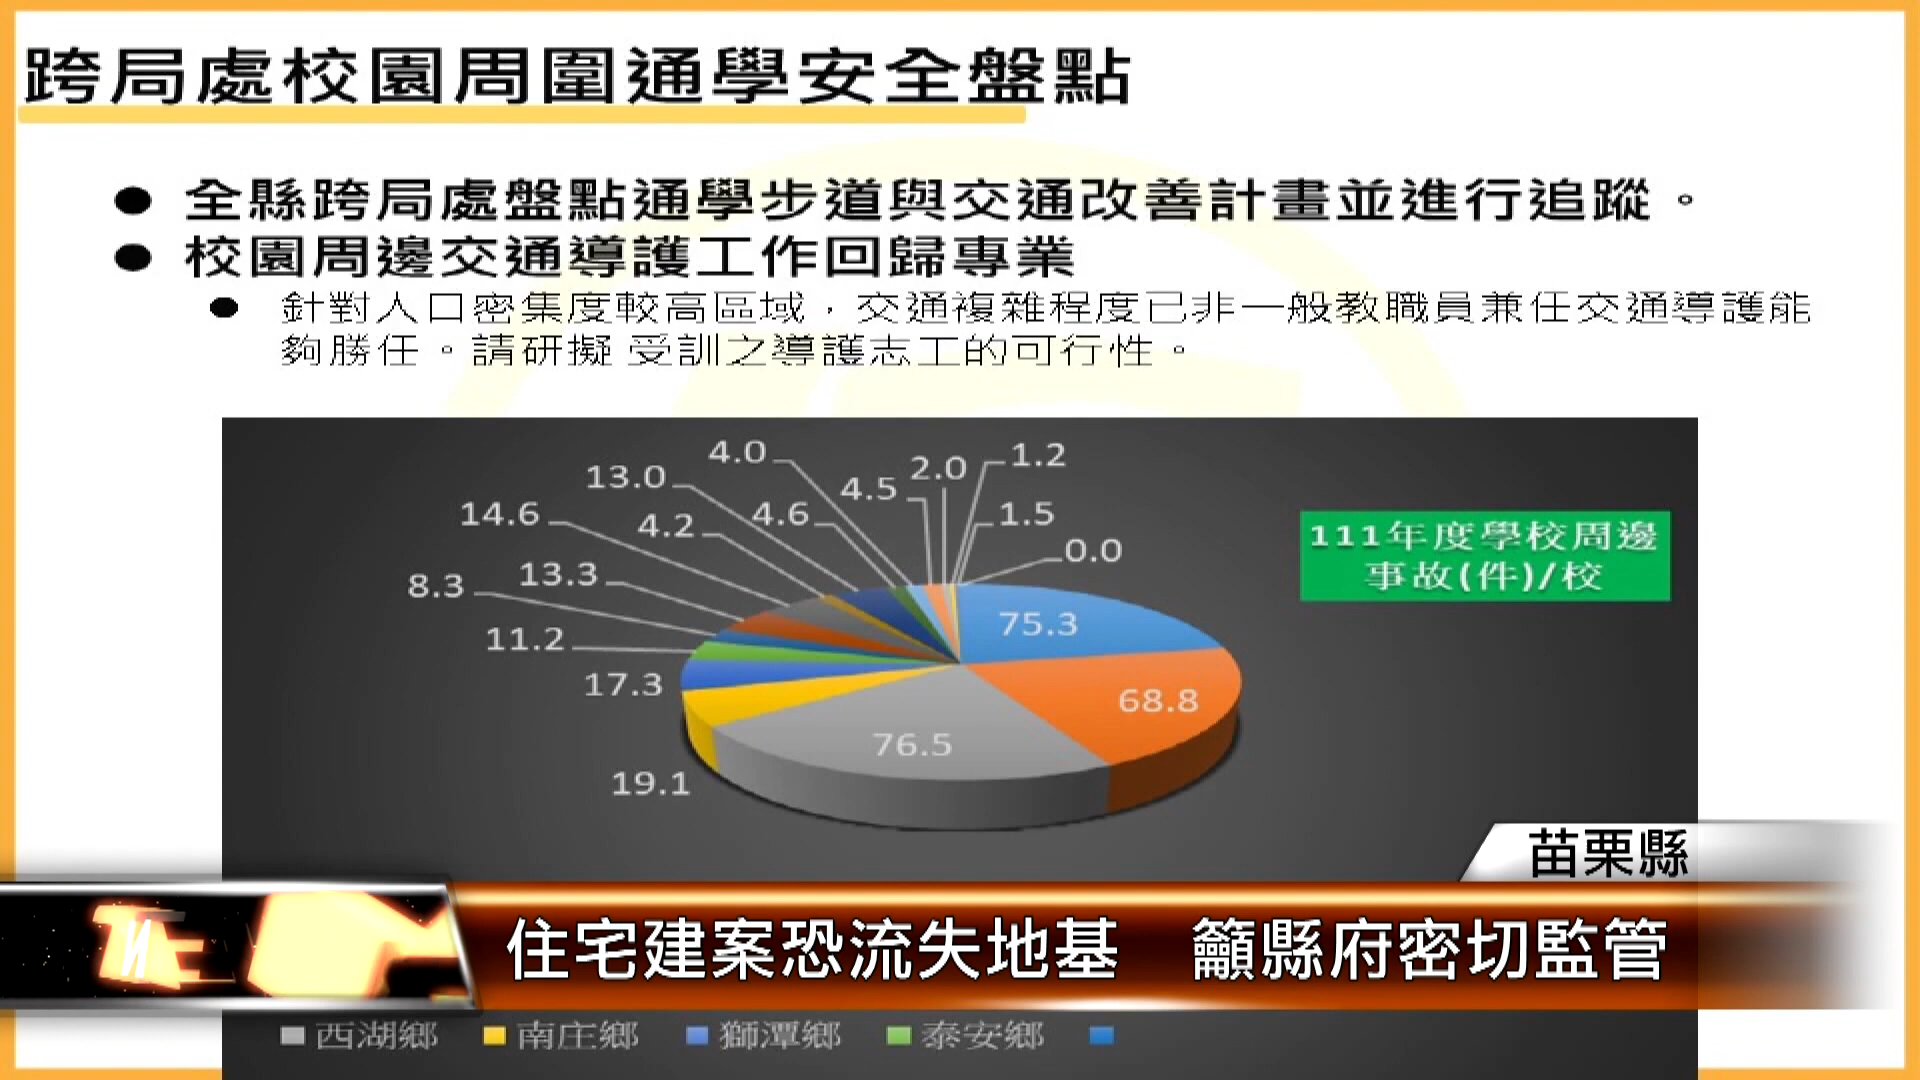 跨局處校園周圍通學安全盤點
全縣跨局處盤點通學步道與交通改善計畫並進行追蹤。
校園周邊交通導護工作回歸專業
針對人口密集度較高區域，交通複雜程度已非一般教職員兼任交通導護能
夠勝任。請研擬 受訓之導護志工的可行性。
4.0
1.2
13.0
2.0
4.5
14.6
4.2
4.6
1.5
111年度學校周邊
事故(件)/校
0.0
8.3
13.3
75.3
11.2
17.3
68.8
76.5
19.1
苗栗縣
住宅建案恐流失地基 籲縣府密切監管
西湖鄉 南庄鄉 獅潭鄉 泰安鄉